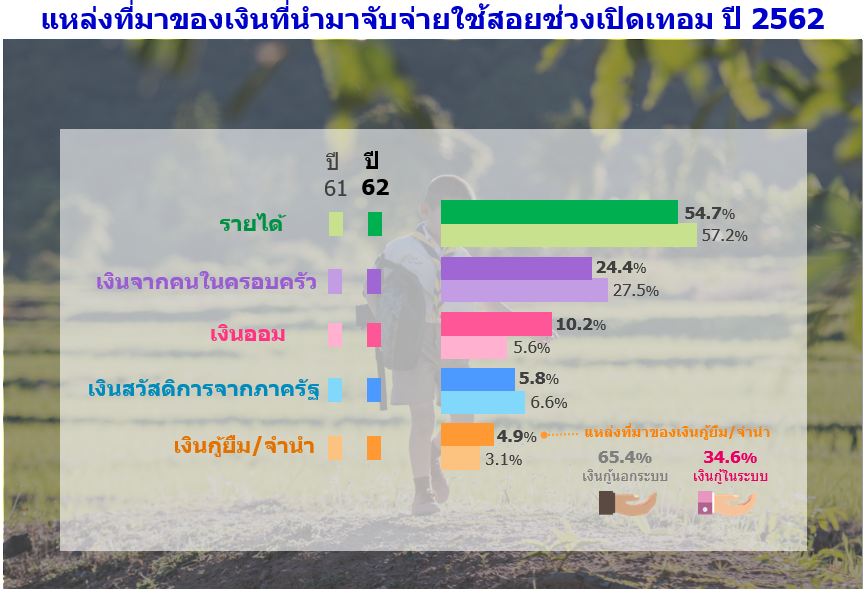 แหล่งที่มาของเงินที่นำมาจับจ่ายใช้สอยช่วงเปิดเทอม ปี 2562
ปี ปี
61 62
รายได้ 54.7%
57.2%
เงินจากคนในครอบครัว 24.4%
27.5%
เงินออม 10.2%
5.6%
เงินสวัสดิการจากภาครัฐ 5.8%
6.6%
เงินกู้ยืม/จำนำ 4.9% แหล่งที่มาของเงินกู้ยืม/จำนำ
3.1%
65.4% 34.6%
เงินกู้นอกระบบ เงินกู้ในระบบ